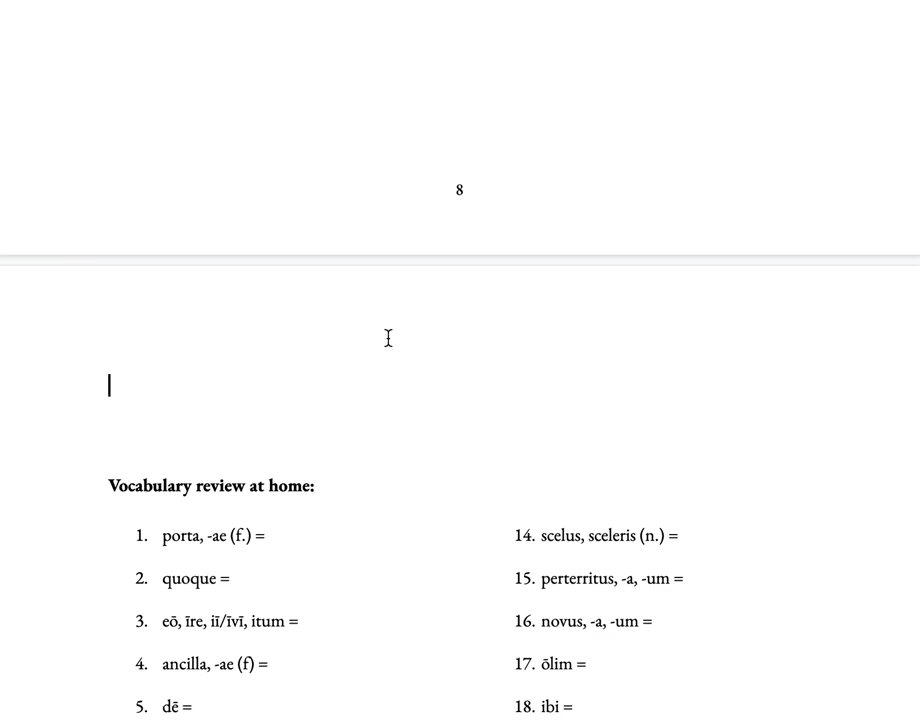 8
Vocabulary review at home:
1. porta, -ae (f.) =
2. quoque =
3. eō, īre, iī/īvī, itum =
4. ancilla, -ae (f) =
5. dē =
14. scelus, sceleris (n.) =
15. perterritus, -a, -um =
16. novus, -a, -um =
17. ōlim =
18. ibi =